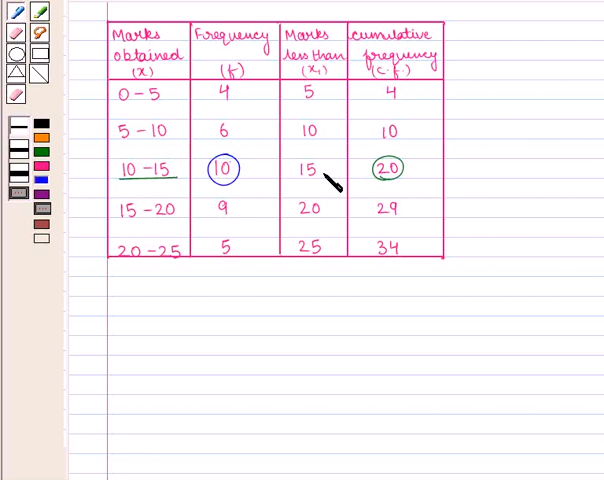 Marks obtained (x) Frequency (f) Marks less than (x₁) cumulative frequency (c.f.)
0 – 5 4 5 4
5 – 10 6 10 10
10 – 15 10 15 20
15 – 20 9 20 29
20 – 25 5 25 34